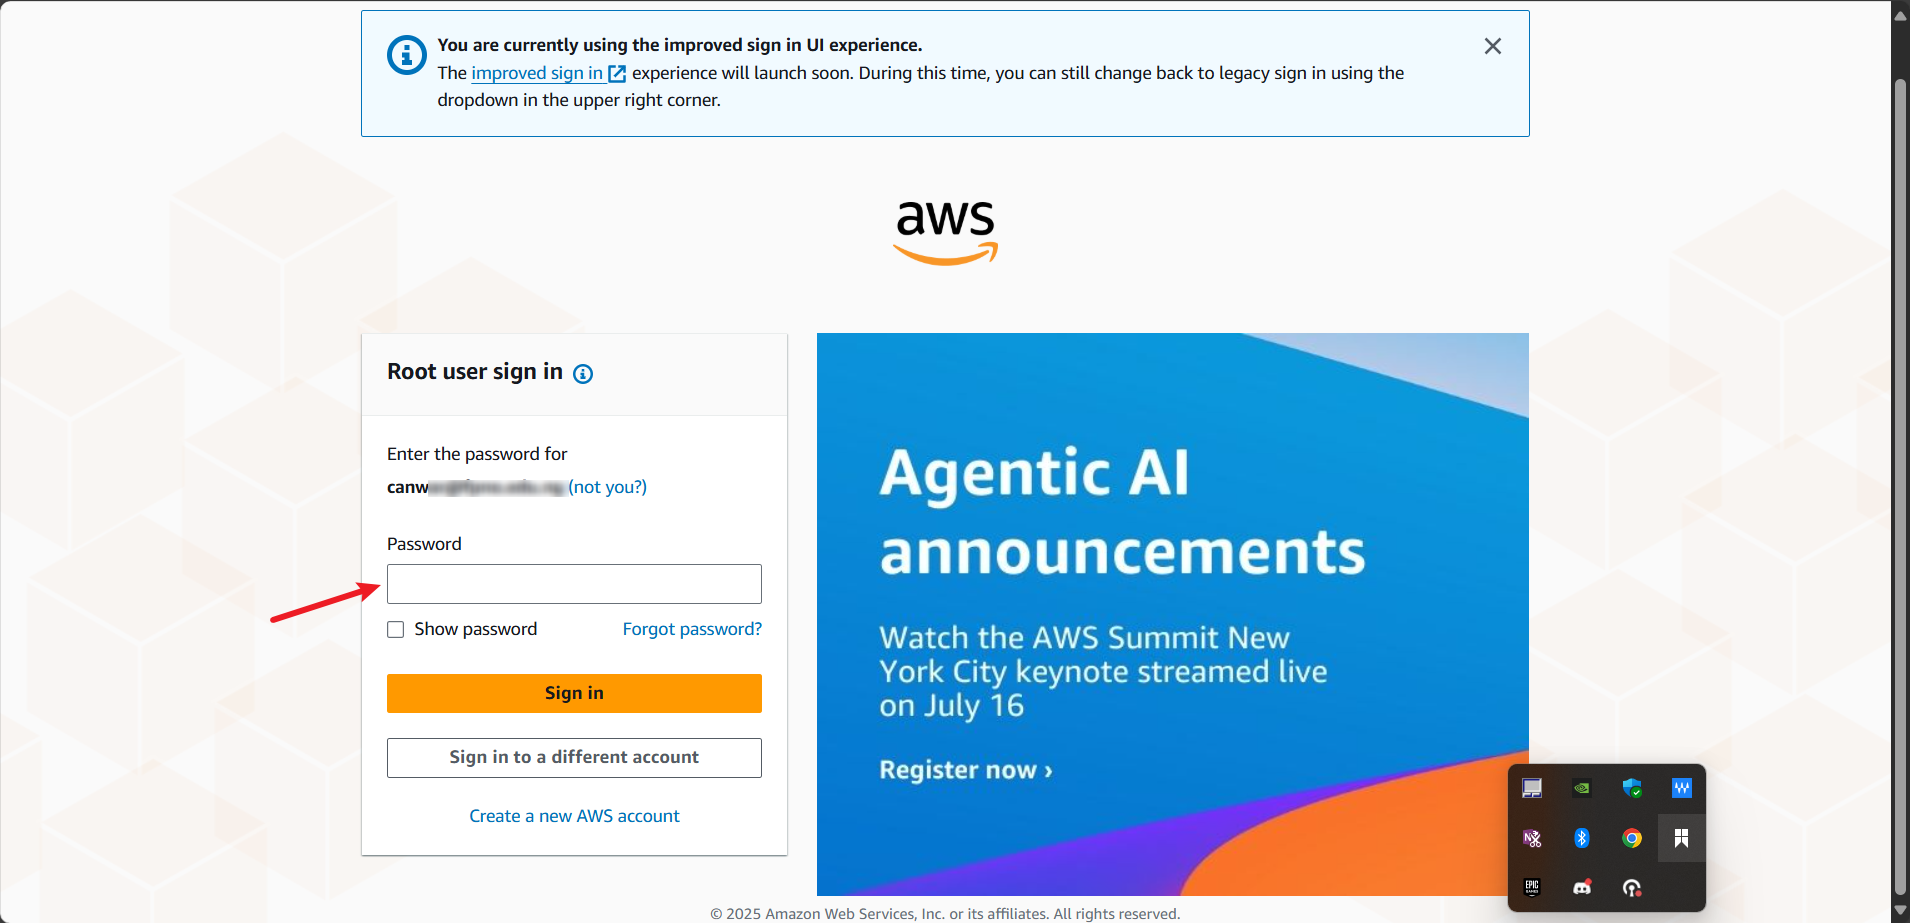 You are currently using the improved sign in UI experience.
The improved sign in experience will launch soon. During this time, you can still change back to legacy sign in using the
dropdown in the upper right corner.
aws
Root user sign in
Enter the password for
canw (not you?)
Password
Show password
Forgot password?
Sign in
Sign in to a different account
Create a new AWS account
Agentic AI
announcements
Watch the AWS Summit New
York City keynote streamed live
on July 16
Register now ›
EPIC
GAMES
© 2025 Amazon Web Services, Inc. or its affiliates. All rights reserved.